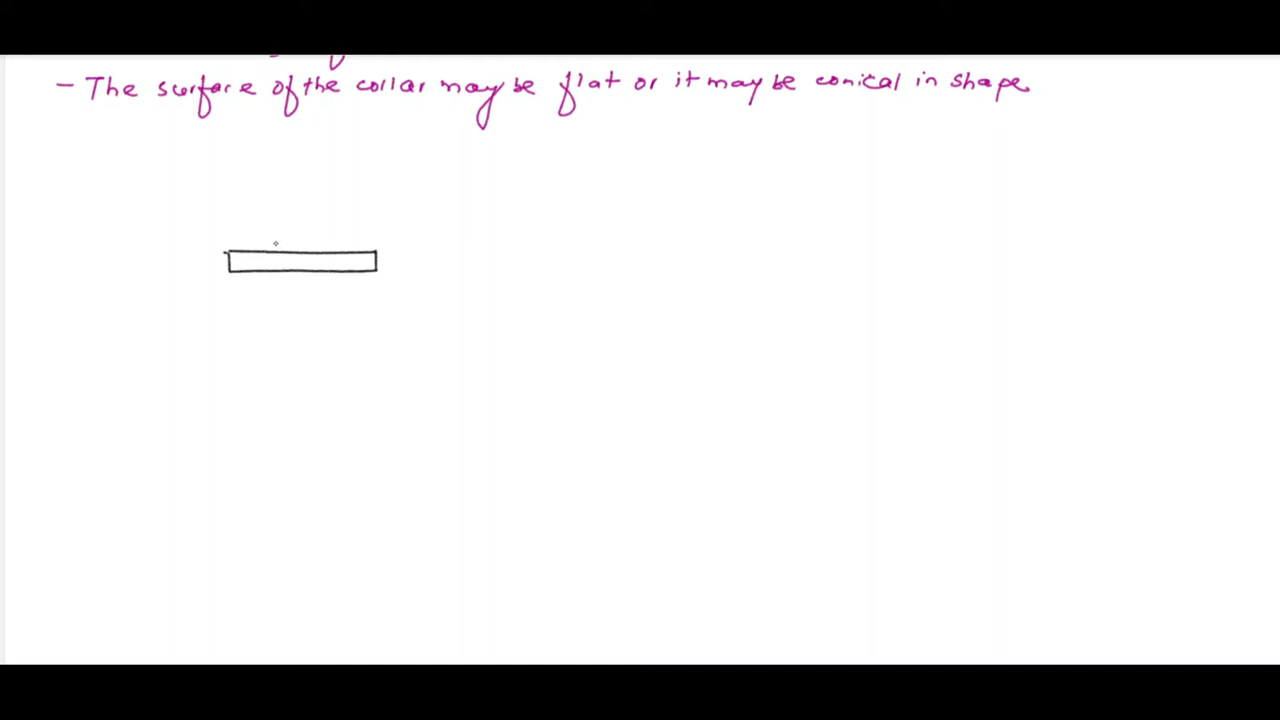 - The surface of the collar may be flat or it may be conical in shape